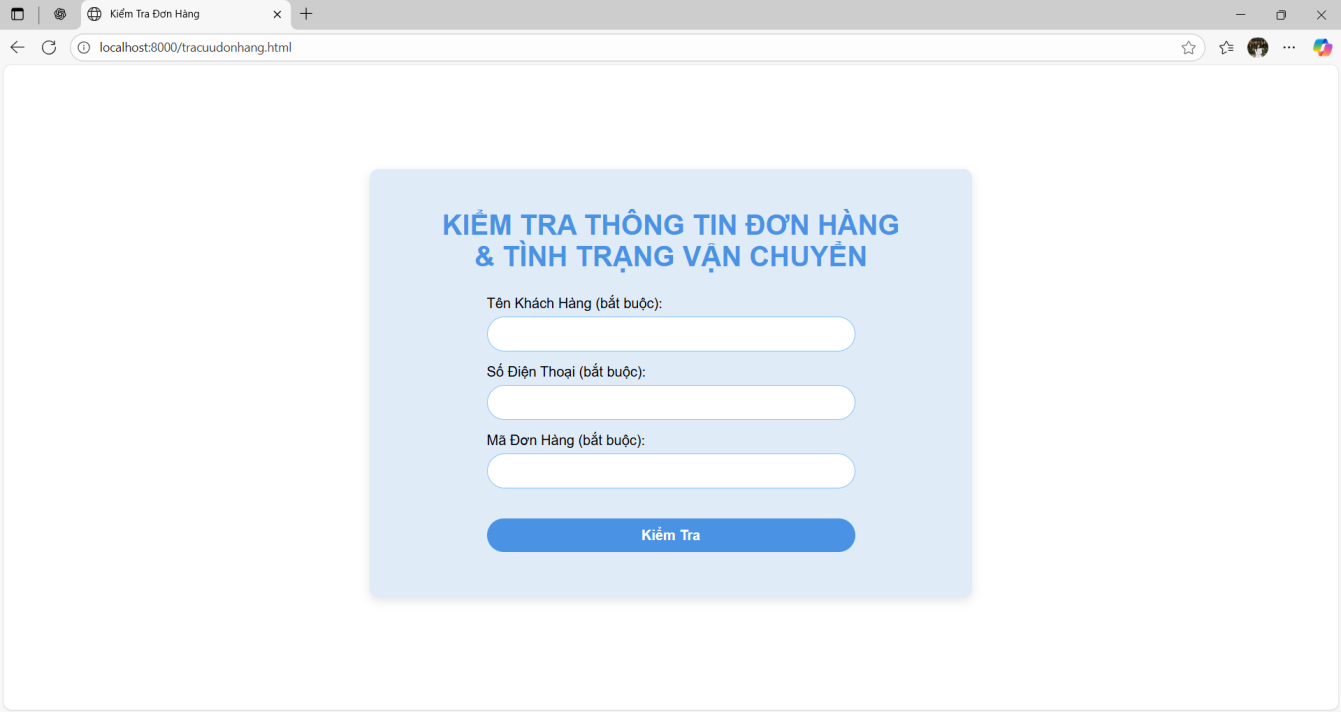 Kiểm Tra Đơn Hàng
localhost:8000/tracuudonhang.html
KIỂM TRA THÔNG TIN ĐƠN HÀNG
& TÌNH TRẠNG VẬN CHUYỂN
Tên Khách Hàng (bắt buộc):
Số Điện Thoại (bắt buộc):
Mã Đơn Hàng (bắt buộc):
Kiểm Tra